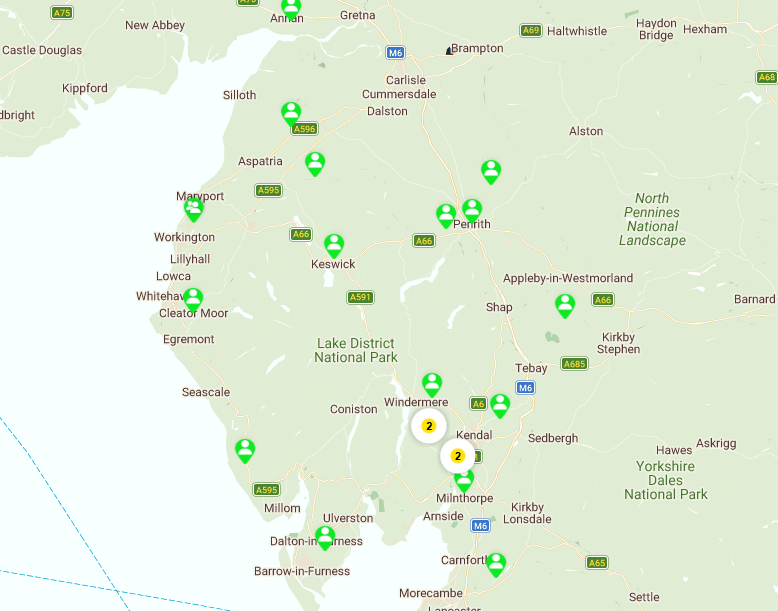 A75
A75
Annan
Gretna
New Abbey
Castle Douglas
M6
Brampton
A69
Haltwhistle
Haydon
Bridge
Hexham
Kippford
Carlisle
Cummersdale
A68
Silloth
Dalston
dbright
A596
Alston
Aspatria
A595
Maryport
North
Pennines
National
Landscape
Workington
A66
A66
Penrith
Lillyhall
Keswick
Lowca
Appleby-in-Westmorland
Whitehav
A591
A66
Barnard
Cleator Moor
Shap
Egremont
Lake District
National Park
Kirkby
Stephen
A685
Tebay
M6
Seascale
Windermere
A6
Coniston
2
Kendal
Sedbergh
Askrigg
Hawes
2
Yorkshire
Dales
National Park
A595
Milnthorpe
Millom
Kirkby
Lonsdale
Ulverston
Arnside
M6
Dalton-in-Furness
Carnforth
A65
Barrow-in-Furness
Morecambe
Settle
Lancaster